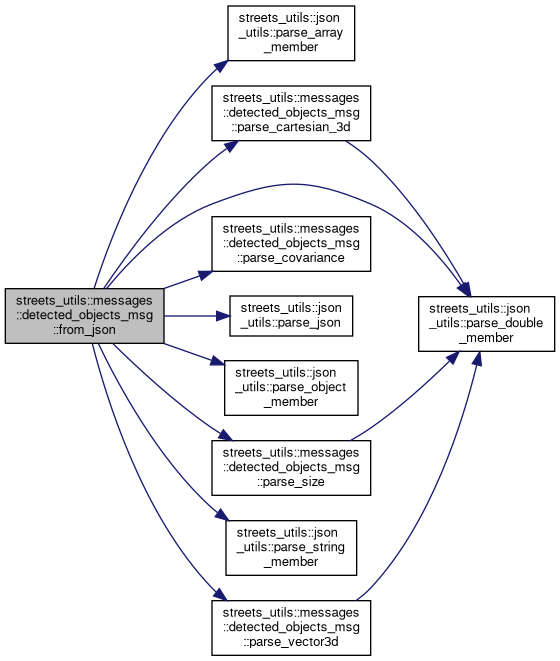 streets_utils::json
_utils::parse_array
_member
streets_utils::messages
::detected_objects_msg
::parse_cartesian_3d
streets_utils::messages
::detected_objects_msg
::parse_covariance
streets_utils::messages
::detected_objects_msg
::from_json
streets_utils::json
_utils::parse_json
streets_utils::json
_utils::parse_double
_member
streets_utils::json
_utils::parse_object
_member
streets_utils::messages
::detected_objects_msg
::parse_size
streets_utils::json
_utils::parse_string
_member
streets_utils::messages
::detected_objects_msg
::parse_vector3d